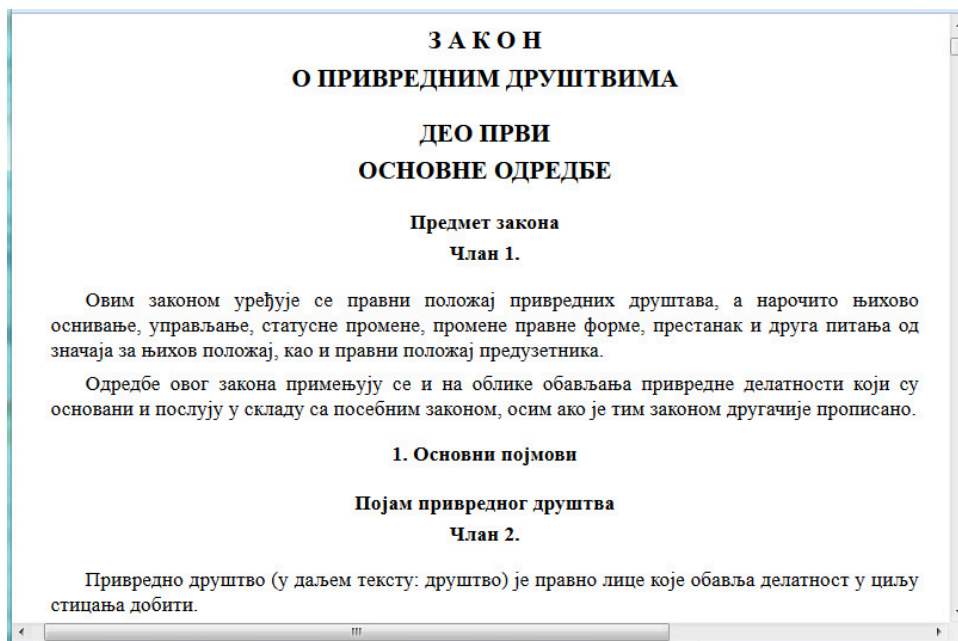 З А К О Н
О ПРИВРЕДНИМ ДРУШТВИМА
ДЕО ПРВИ
ОСНОВНЕ ОДРЕДБЕ
Предмет закона
Члан 1.
Овим законом уређује се правни положај привредних друштава, а нарочито њихово
оснивање, управљање, статусне промене, промене правне форме, престанак и друга питања од
значаја за њихов положај, као и правни положај предузетника.
Одредбе овог закона примењују се и на облике обављања привредне делатности који су
основани и послују у складу са посебним законом, осим ако је тим законом другачије прописано.
1. Основни појмови
Појам привредног друштва
Члан 2.
Привредно друштво (у даљем тексту: друштво) је правно лице које обавља делатност у циљу
стицања добити.